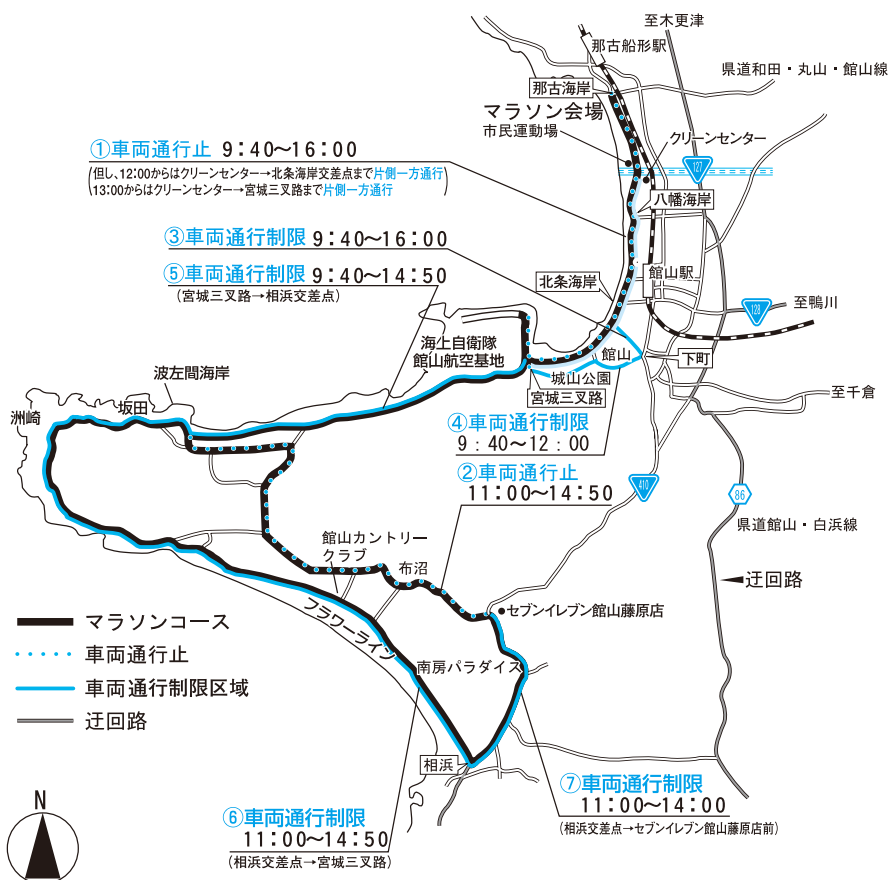 至木更津
那古船形駅
県道和田・丸山・館山線
那古海岸
マラソン会場
市民運動場
クリーンセンター
①車両通行止 9:40〜16:00
(但し、12:00からはクリーンセンター→北条海岸交差点まで片側一方通行
13:00からはクリーンセンター→宮城三叉路まで片側一方通行)
127
八幡海岸
③車両通行制限 9:40〜16:00
⑤車両通行制限 9:40〜14:50
(宮城三叉路→相浜交差点)
北条海岸
館山駅
至鴨川
128
海上自衛隊
館山航空基地
館山
下町
城山公園
宮城三叉路
波左間海岸
坂田
洲崎
至千倉
④車両通行制限
9:40〜12:00
②車両通行止
11:00〜14:50
410
86
県道館山・白浜線
館山カントリー
クラブ
布沼
迂回路
セブンイレブン館山藤原店
フラワーライン
南房パラダイス
マラソンコース
車両通行止
車両通行制限区域
迂回路
相浜
⑦車両通行制限
11:00〜14:00
(相浜交差点→セブンイレブン館山藤原店前)
⑥車両通行制限
11:00〜14:50
(相浜交差点→宮城三叉路)
N